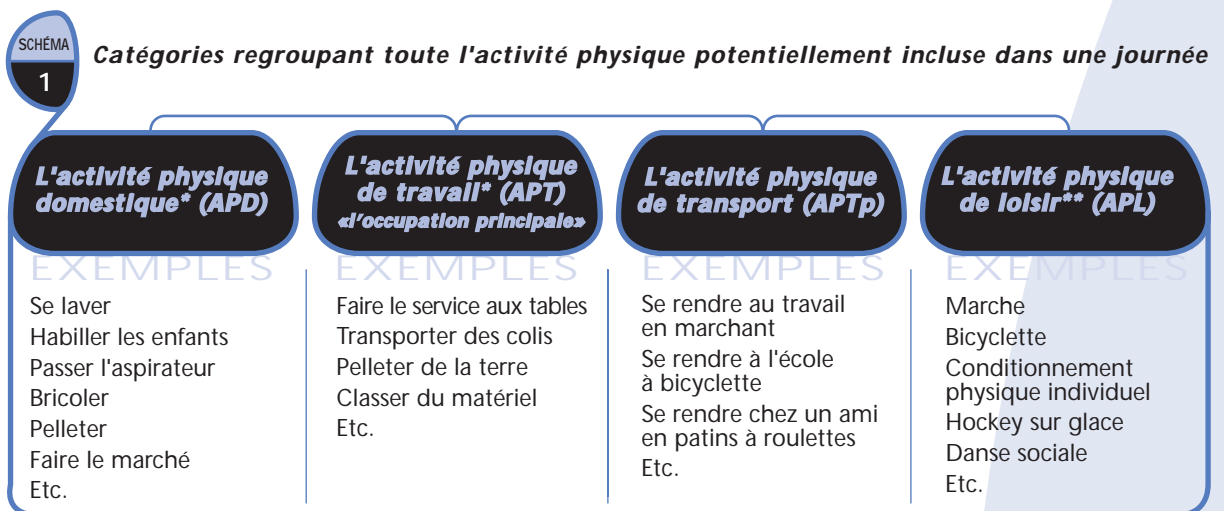 SCHÉMA
1
Catégories regroupant toute l'activité physique potentiellement incluse dans une journée
L'activité physique
domestique* (APD)
EXEMPLES
Se laver
Habiller les enfants
Passer l'aspirateur
Bricoler
Pelleter
Faire le marché
Etc.
L'activité physique
de travail* (APT)
«l'occupation principale»
EXEMPLES
Faire le service aux tables
Transporter des colis
Pelleter de la terre
Classer du matériel
Etc.
L'activité physique
de transport (APTp)
EXEMPLES
Se rendre au travail
en marchant
Se rendre à l'école
à bicyclette
Se rendre chez un ami
en patins à roulettes
Etc.
L'activité physique
de loisir** (APL)
EXEMPLES
Marche
Bicyclette
Conditionnement
physique individuel
Hockey sur glace
Danse sociale
Etc.